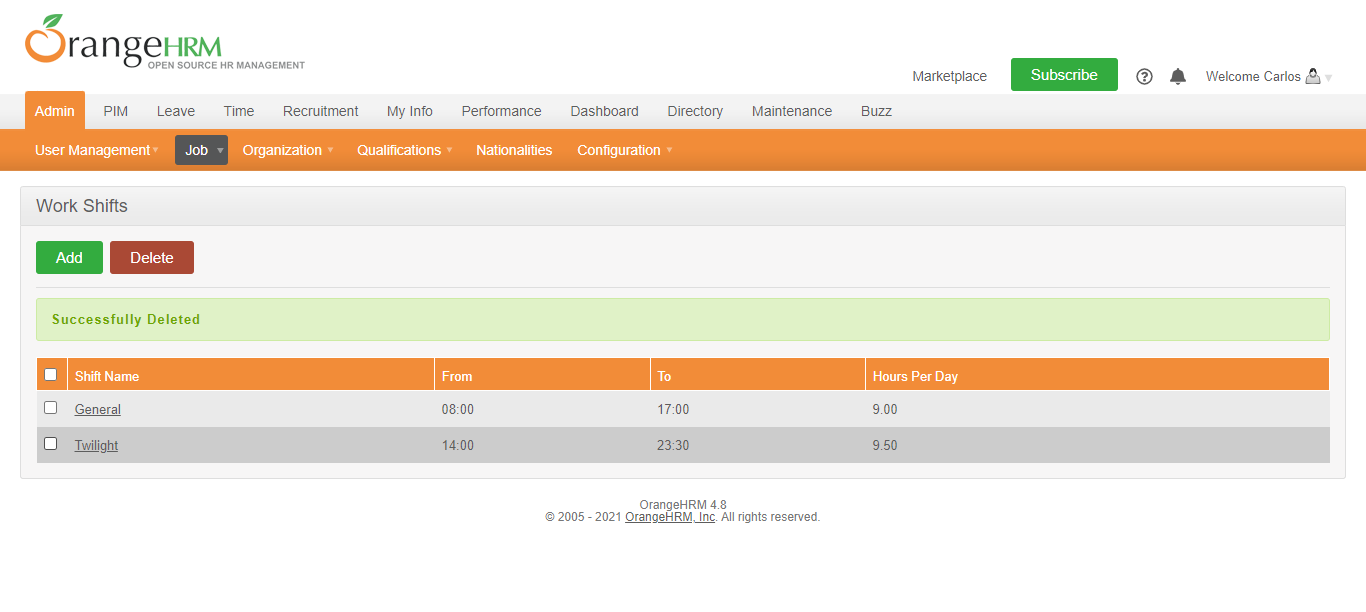 OrangeHRM
OPEN SOURCE HR MANAGEMENT
Marketplace Subscribe Welcome Carlos
Admin PIM Leave Time Recruitment My Info Performance Dashboard Directory Maintenance Buzz
User Management Job Organization Qualifications Nationalities Configuration
Work Shifts
Add Delete
Successfully Deleted
Shift Name From To Hours Per Day
General 08:00 17:00 9.00
Twilight 14:00 23:30 9.50
OrangeHRM 4.8
© 2005 - 2021 OrangeHRM, Inc. All rights reserved.